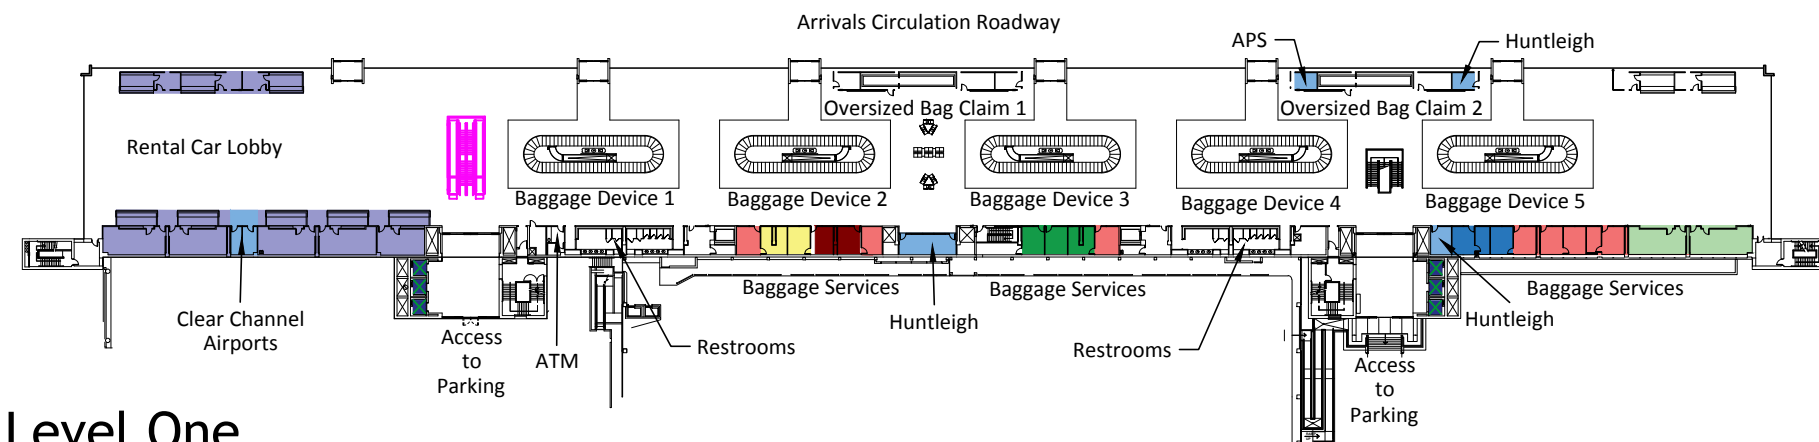 Arrivals Circulation Roadway
APS
Huntleigh
Oversized Bag Claim 1
Oversized Bag Claim 2
Rental Car Lobby
Baggage Device 1
Baggage Device 2
Baggage Device 3
Baggage Device 4
Baggage Device 5
Baggage Services
Baggage Services
Baggage Services
Clear Channel
Airports
Huntleigh
Huntleigh
Access
to
Parking
ATM
Restrooms
Restrooms
Access
to
Parking
Level One